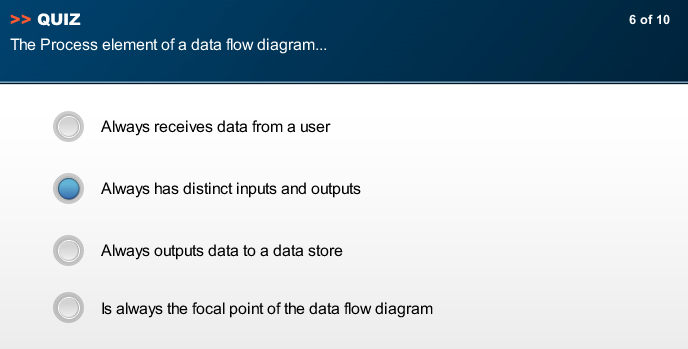 >> QUIZ
6 of 10
The Process element of a data flow diagram...
Always receives data from a user
Always has distinct inputs and outputs
Always outputs data to a data store
Is always the focal point of the data flow diagram